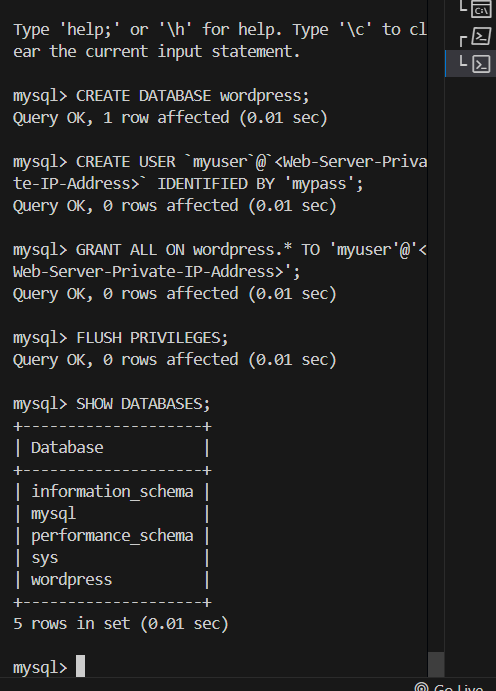 Type 'help;' or '\h' for help. Type '\c' to cl
ear the current input statement.
mysql> CREATE DATABASE wordpress;
Query OK, 1 row affected (0.01 sec)
mysql> CREATE USER `myuser`@`<Web-Server-Priva
te-IP-Address>` IDENTIFIED BY 'mypass';
Query OK, 0 rows affected (0.01 sec)
mysql> GRANT ALL ON wordpress.* TO 'myuser'@'<
Web-Server-Private-IP-Address>';
Query OK, 0 rows affected (0.01 sec)
mysql> FLUSH PRIVILEGES;
Query OK, 0 rows affected (0.01 sec)
mysql> SHOW DATABASES;
+--------------------+
| Database           |
+--------------------+
| information_schema |
| mysql              |
| performance_schema |
| sys                |
| wordpress          |
+--------------------+
5 rows in set (0.01 sec)
mysql>
Go Live